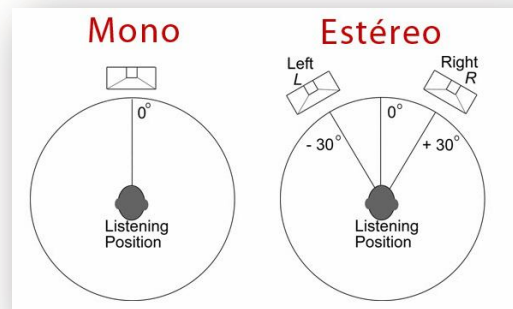 Mono
0°
Listening
Position
Estéreo
Left
L
Right
R
- 30°
0°
+ 30°
Listening
Position